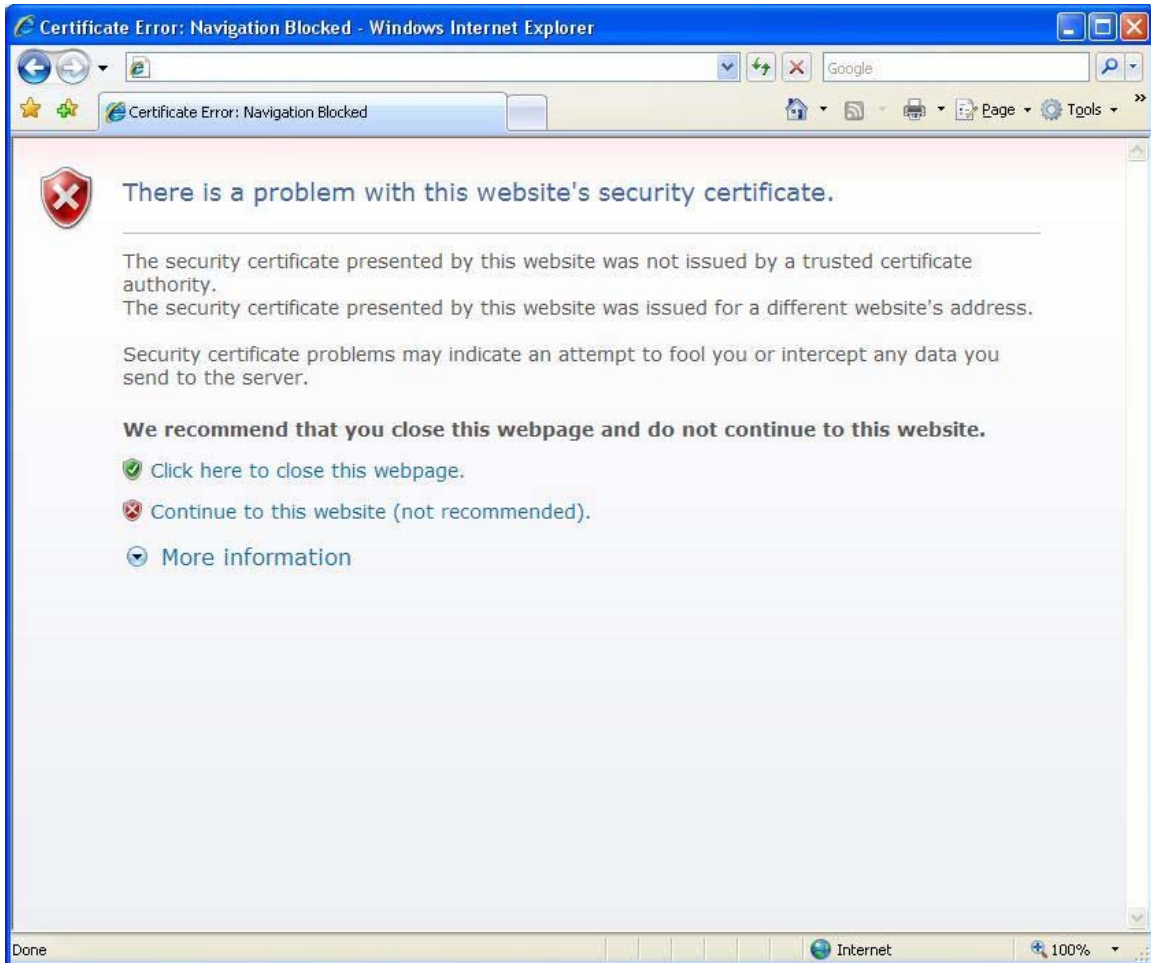 Certificate Error: Navigation Blocked - Windows Internet Explorer
Google
Certificate Error: Navigation Blocked
Page
Tools
»
There is a problem with this website's security certificate.
The security certificate presented by this website was not issued by a trusted certificate
authority.
The security certificate presented by this website was issued for a different website's address.
Security certificate problems may indicate an attempt to fool you or intercept any data you
send to the server.
We recommend that you close this webpage and do not continue to this website.
Click here to close this webpage.
Continue to this website (not recommended).
More information
Done
Internet
100%